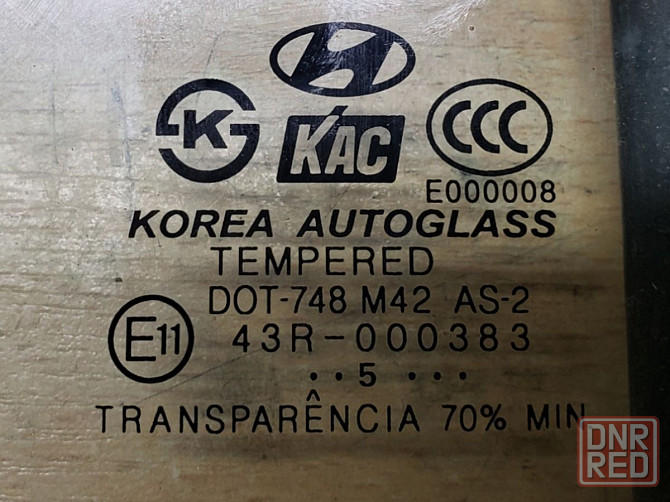 K
KAC
CCC
E000008
KOREA AUTOGLASS
TEMPERED
DOT-748 M42 AS-2
E11
43R-000383
..5 ...
TRANSPARÊNCIA 70% MIN
DNR
RED